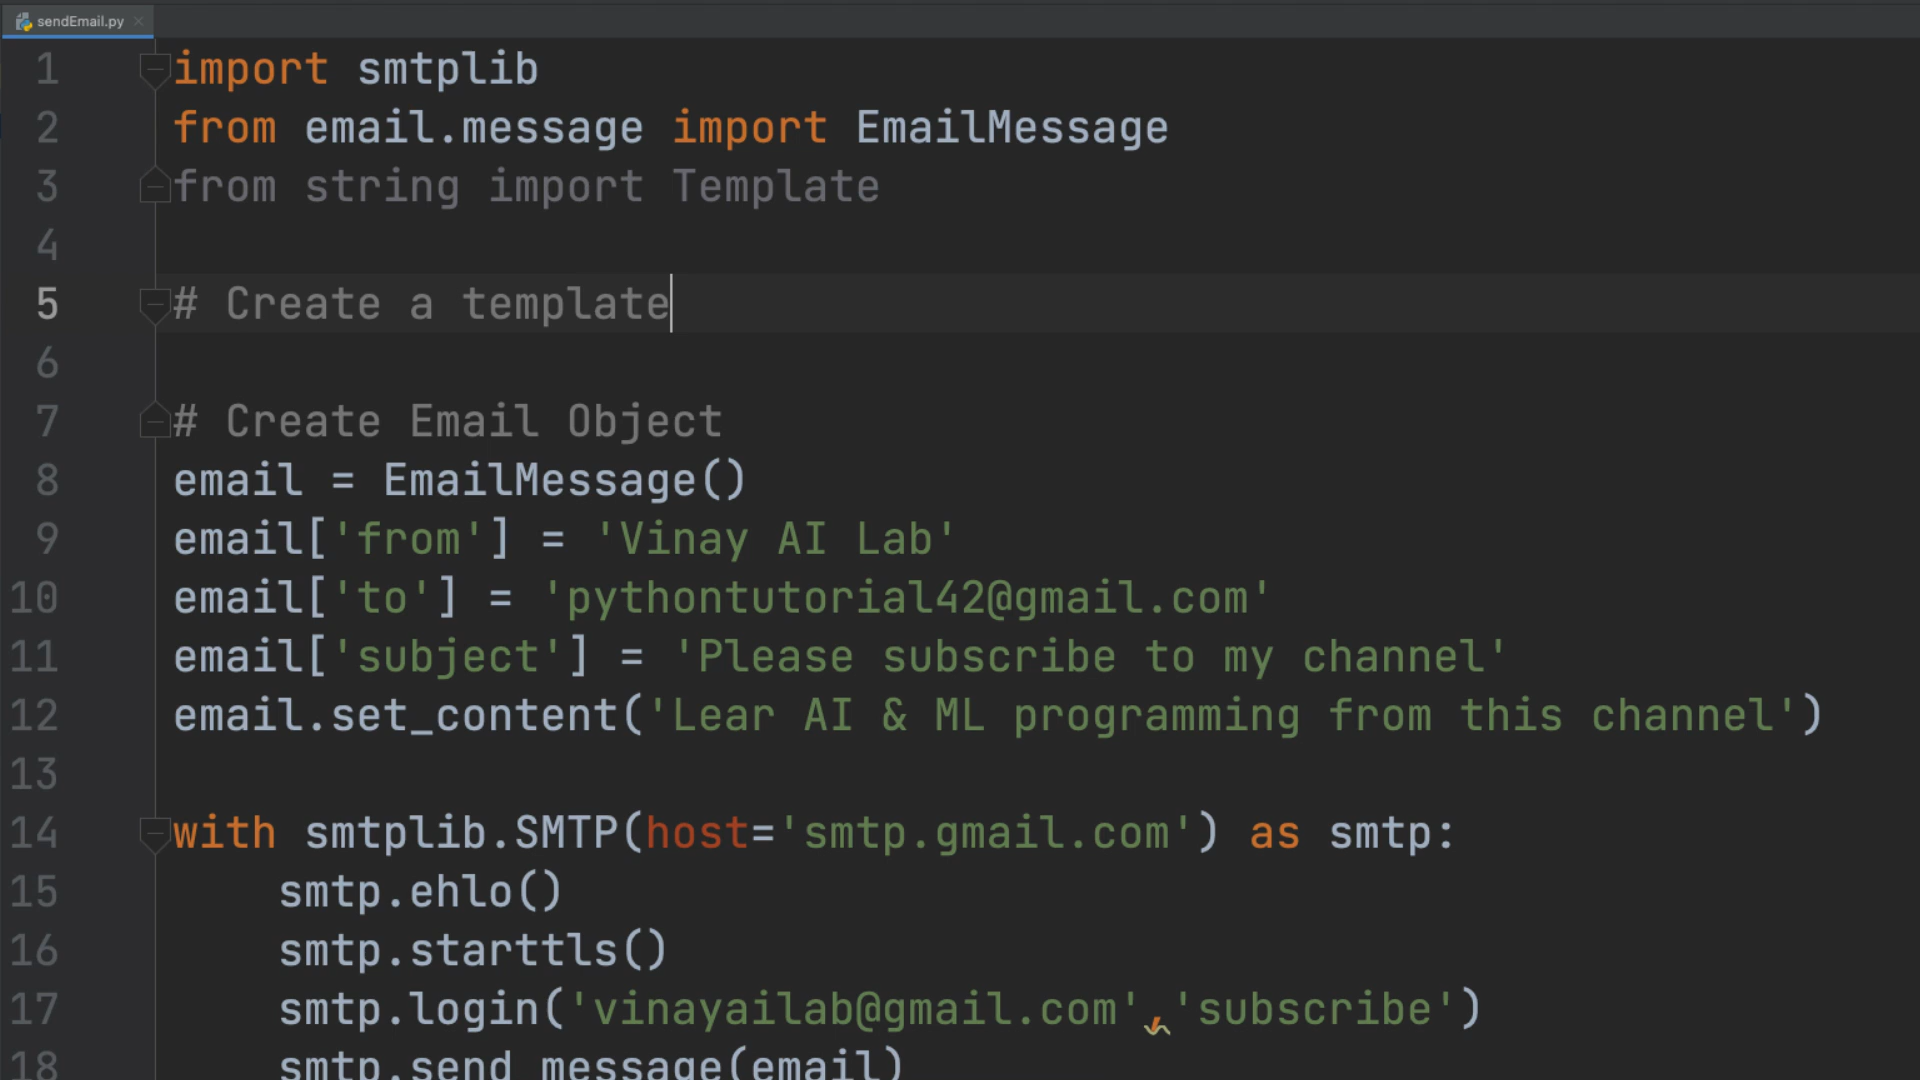 sendEmail.py
1 import smtplib
2 from email.message import EmailMessage
3 from string import Template
4
5 # Create a template
6
7 # Create Email Object
8 email = EmailMessage()
9 email['from'] = 'Vinay AI Lab'
10 email['to'] = 'pythontutorial42@gmail.com'
11 email['subject'] = 'Please subscribe to my channel'
12 email.set_content('Lear AI & ML programming from this channel')
13
14 with smtplib.SMTP(host='smtp.gmail.com') as smtp:
15 smtp.ehlo()
16 smtp.starttls()
17 smtp.login('vinayailab@gmail.com','subscribe')
18 smtp.send_message(email)